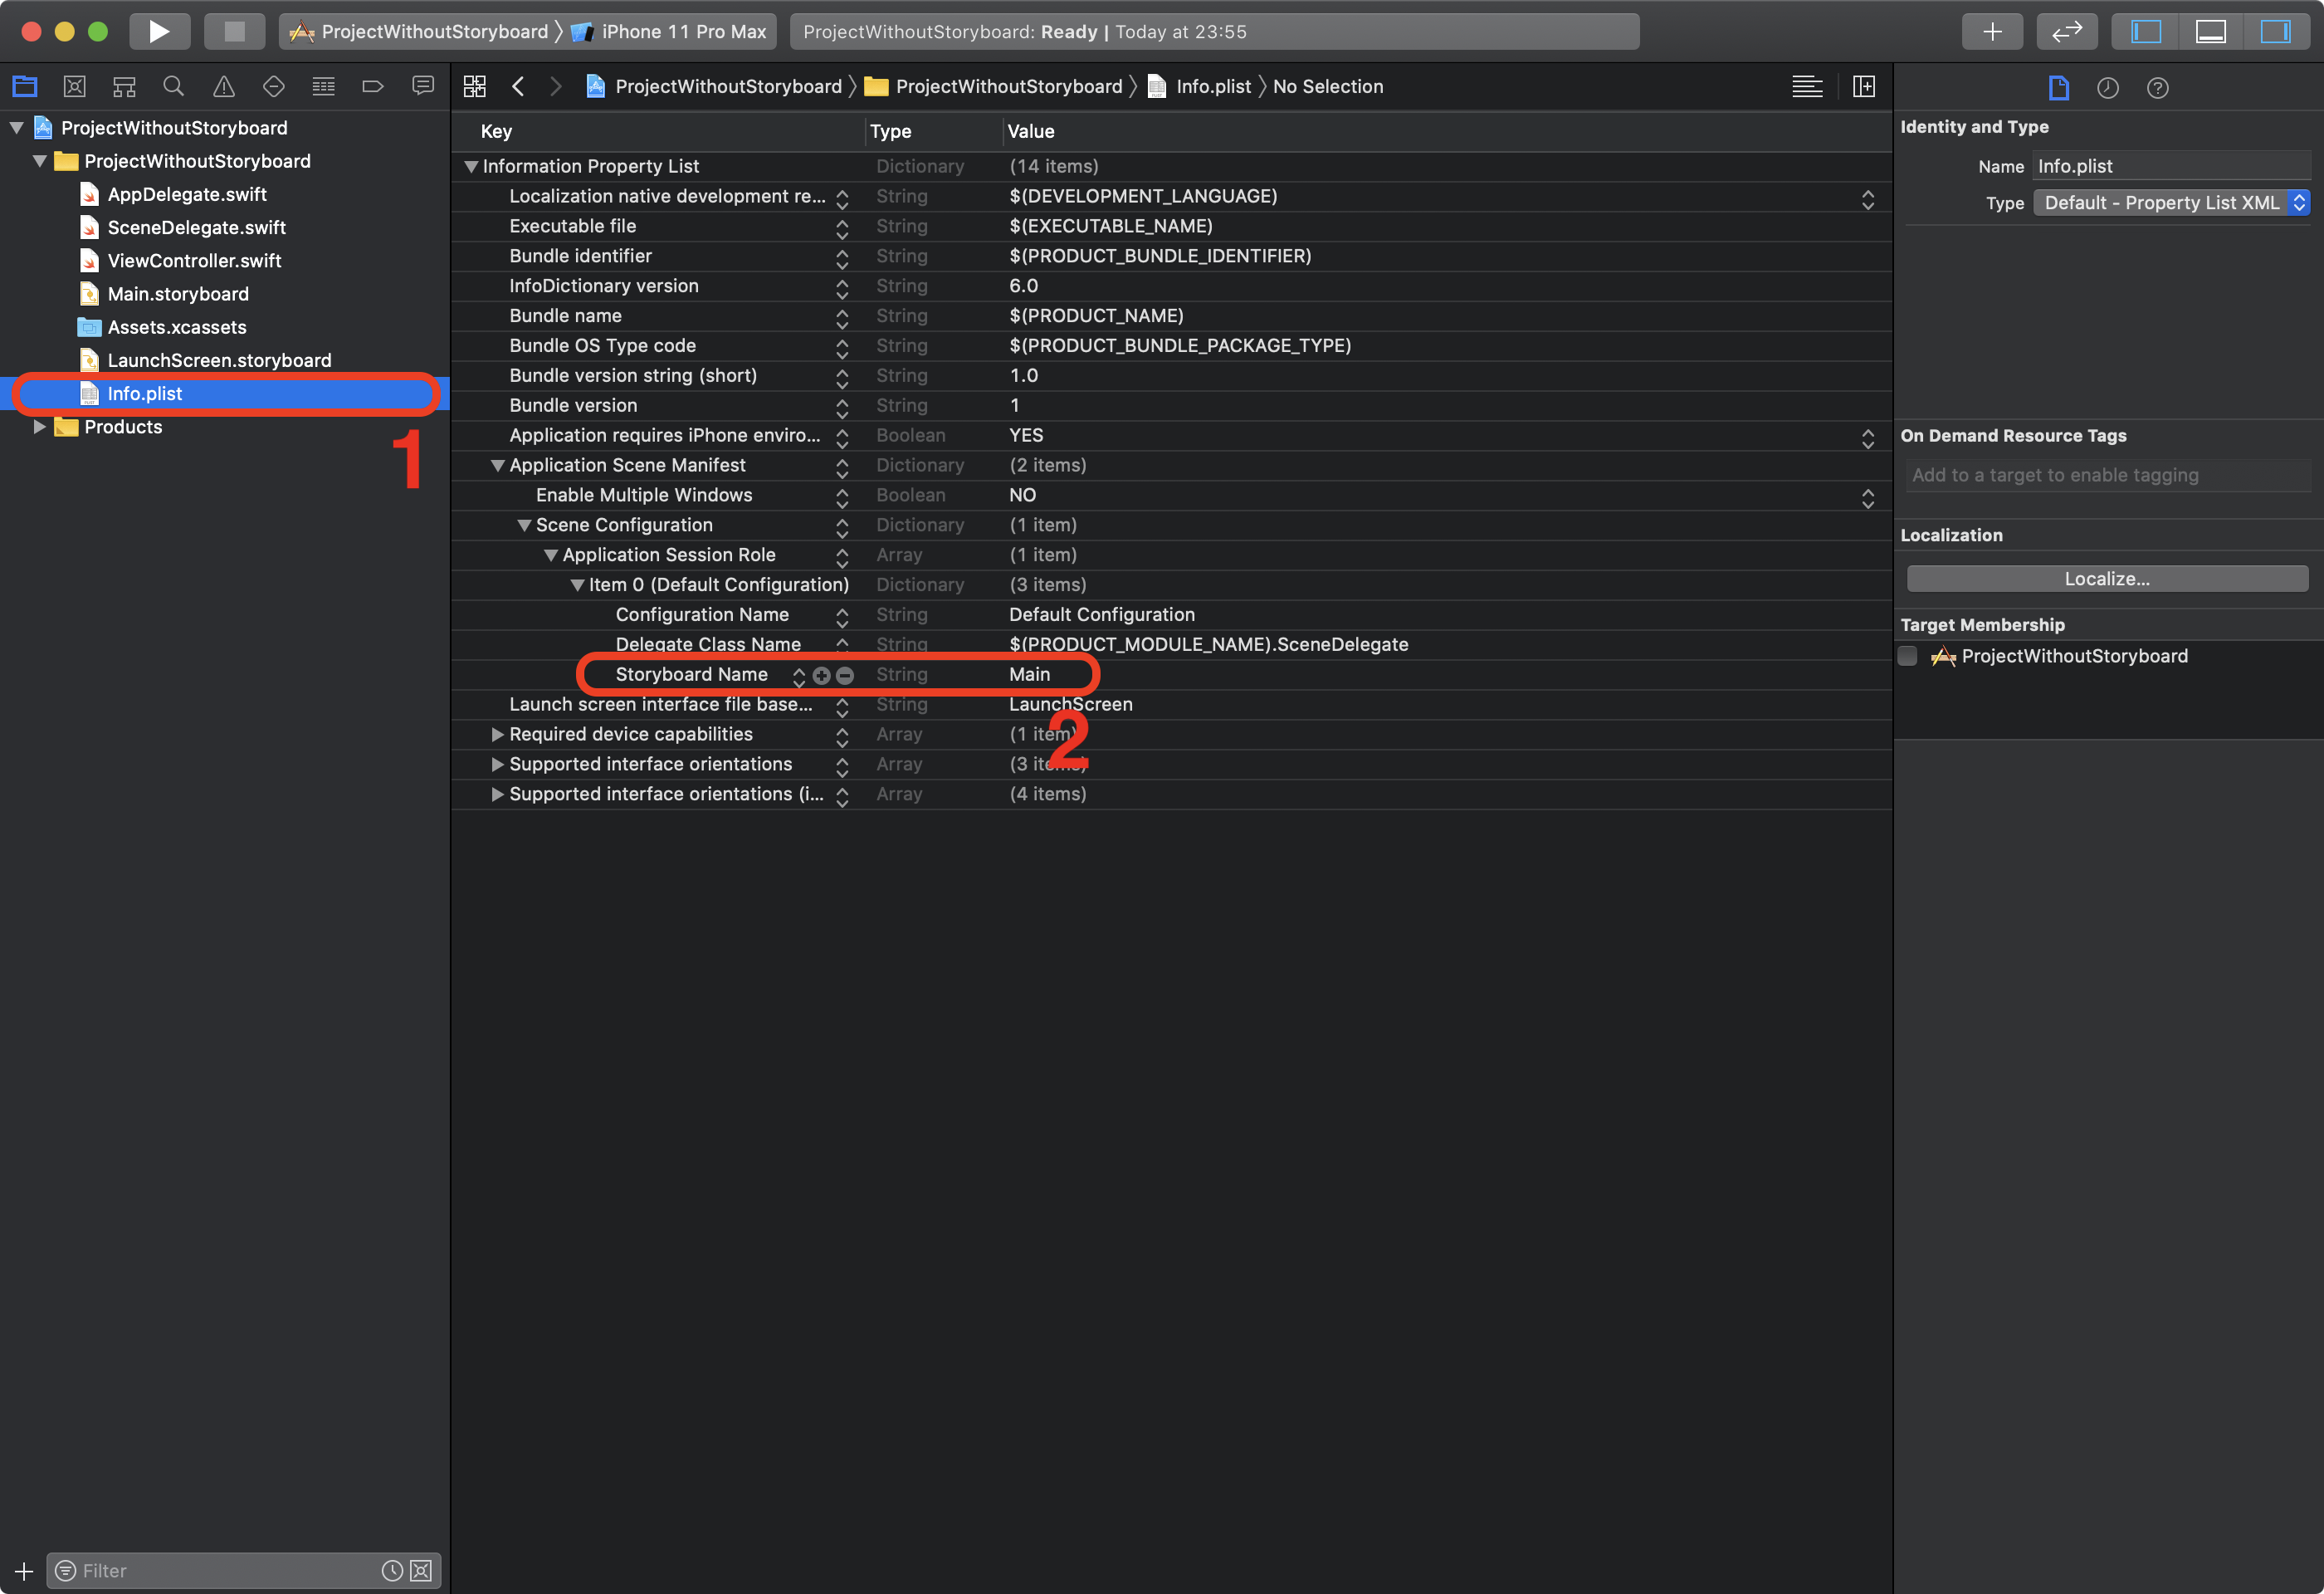 ProjectWithoutStoryboard 〉 iPhone 11 Pro Max
ProjectWithoutStoryboard: Ready | Today at 23:55
ProjectWithoutStoryboard 〉 ProjectWithoutStoryboard 〉 Info.plist 〉 No Selection
ProjectWithoutStoryboard
ProjectWithoutStoryboard
AppDelegate.swift
SceneDelegate.swift
ViewController.swift
Main.storyboard
Assets.xcassets
LaunchScreen.storyboard
Info.plist
Products
1
Filter
Key Type Value
Information Property List Dictionary (14 items)
Localization native development re... String $(DEVELOPMENT_LANGUAGE)
Executable file String $(EXECUTABLE_NAME)
Bundle identifier String $(PRODUCT_BUNDLE_IDENTIFIER)
InfoDictionary version String 6.0
Bundle name String $(PRODUCT_NAME)
Bundle OS Type code String $(PRODUCT_BUNDLE_PACKAGE_TYPE)
Bundle version string (short) String 1.0
Bundle version String 1
Application requires iPhone enviro... Boolean YES
Application Scene Manifest Dictionary (2 items)
Enable Multiple Windows Boolean NO
Scene Configuration Dictionary (1 item)
Application Session Role Array (1 item)
Item 0 (Default Configuration) Dictionary (3 items)
Configuration Name String Default Configuration
Delegate Class Name String $(PRODUCT_MODULE_NAME).SceneDelegate
Storyboard Name String Main
Launch screen interface file base... String LaunchScreen
2
Required device capabilities Array (1 item)
Supported interface orientations Array (3 items)
Supported interface orientations (i... Array (4 items)
Identity and Type
Name Info.plist
Type Default - Property List XML
On Demand Resource Tags
Add to a target to enable tagging
Localization
Localize...
Target Membership
ProjectWithoutStoryboard